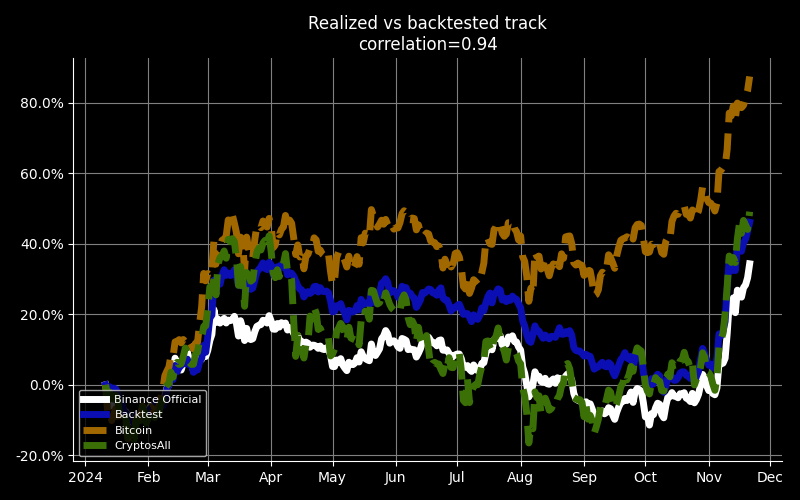 Realized vs backtested track
correlation=0.94
80.0%
60.0%
40.0%
20.0%
0.0%
-20.0%
Binance Official
Backtest
Bitcoin
CryptosAll
2024 Feb Mar Apr May Jun Jul Aug Sep Oct Nov Dec